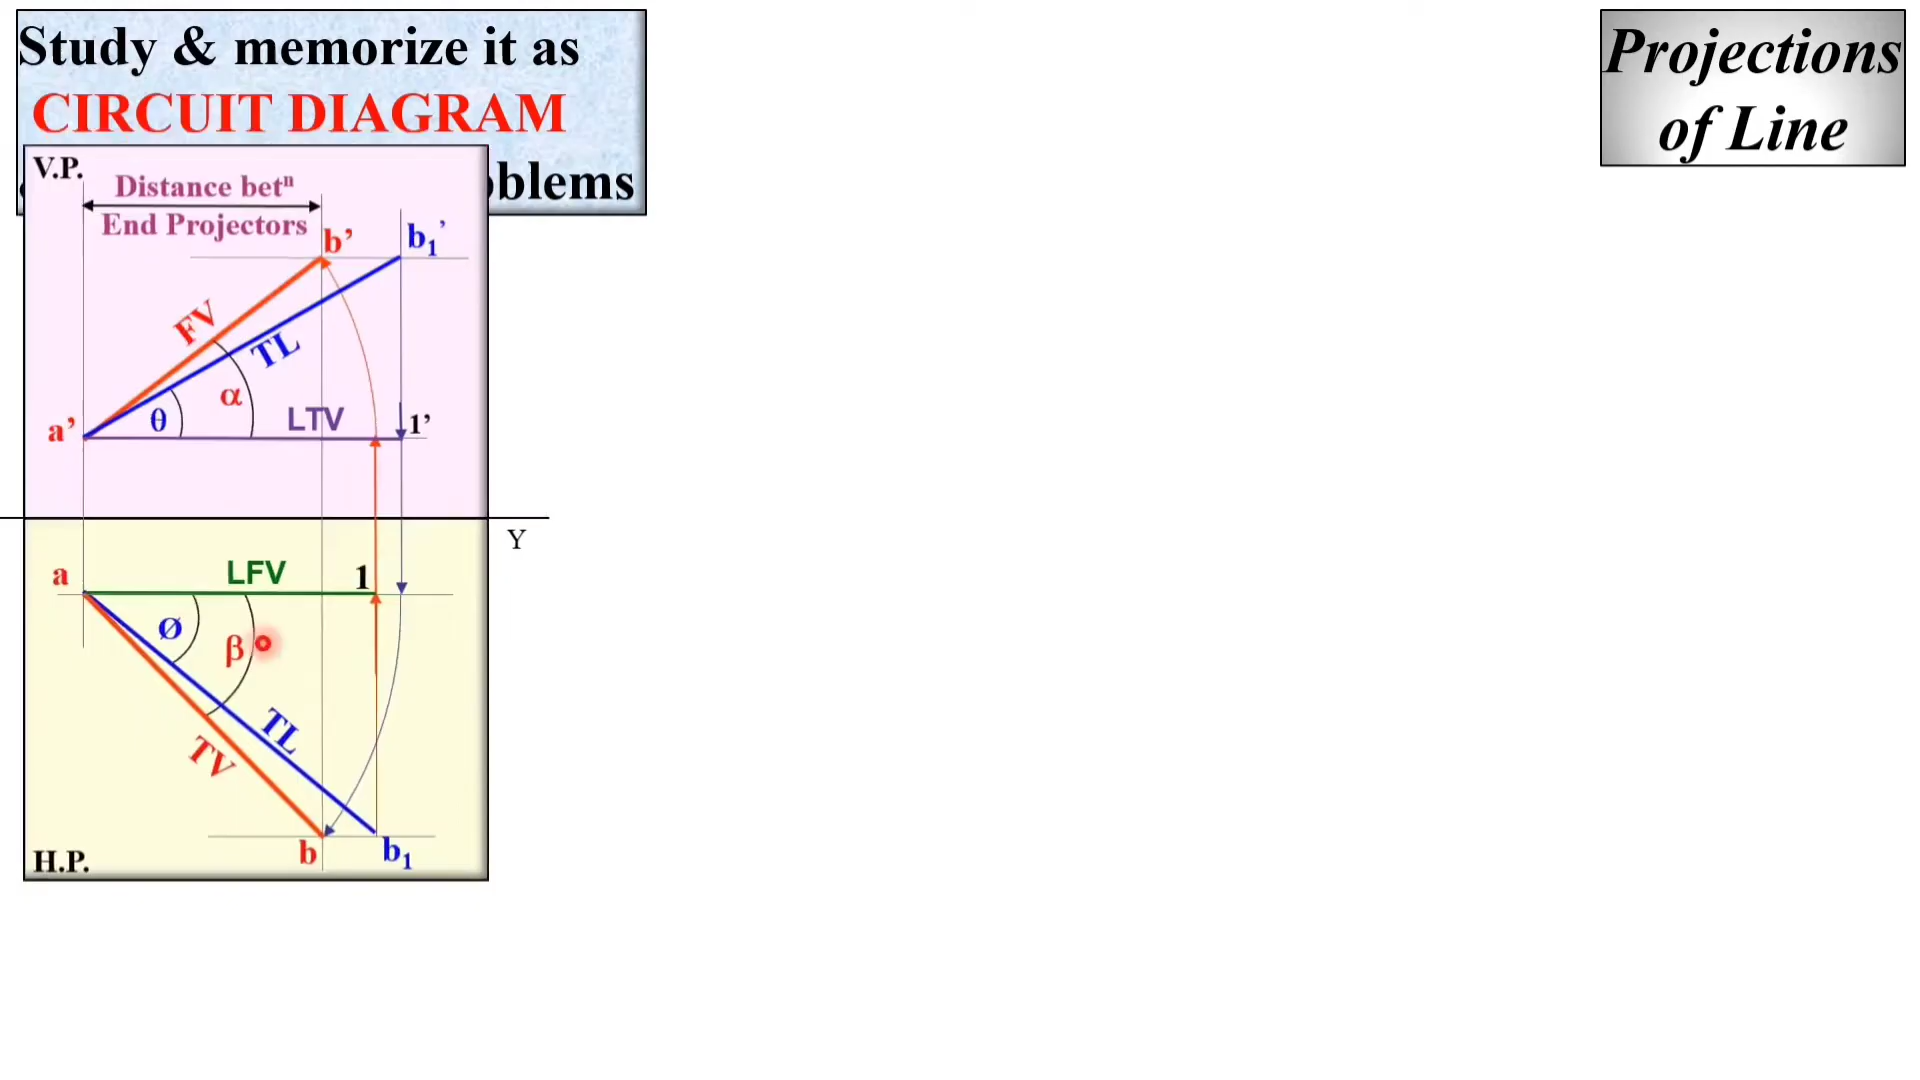 Study & memorize it as
CIRCUIT DIAGRAM
oblems
Projections
of Line
V.P.
Distance betⁿ
End Projectors
b’
b₁’
FV
TL
θ
α
LTV
a’
1’
Y
a
LFV
1
Ø
β
TL
TV
b
b₁
H.P.